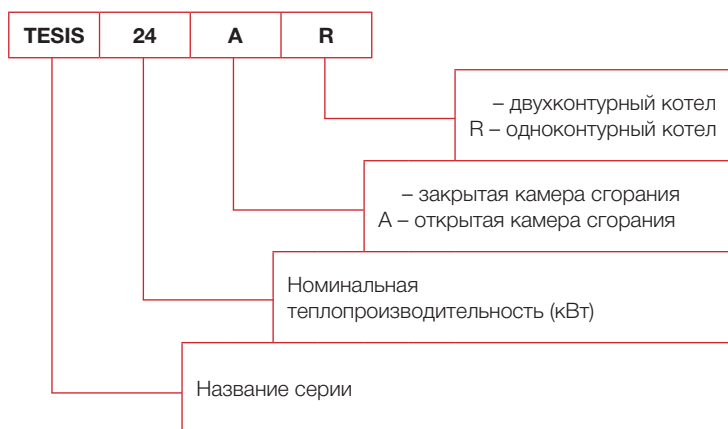 TESIS 24 A R
– двухконтурный котел
R – одноконтурный котел
– закрытая камера сгорания
A – открытая камера сгорания
Номинальная
теплопроизводительность (кВт)
Название серии